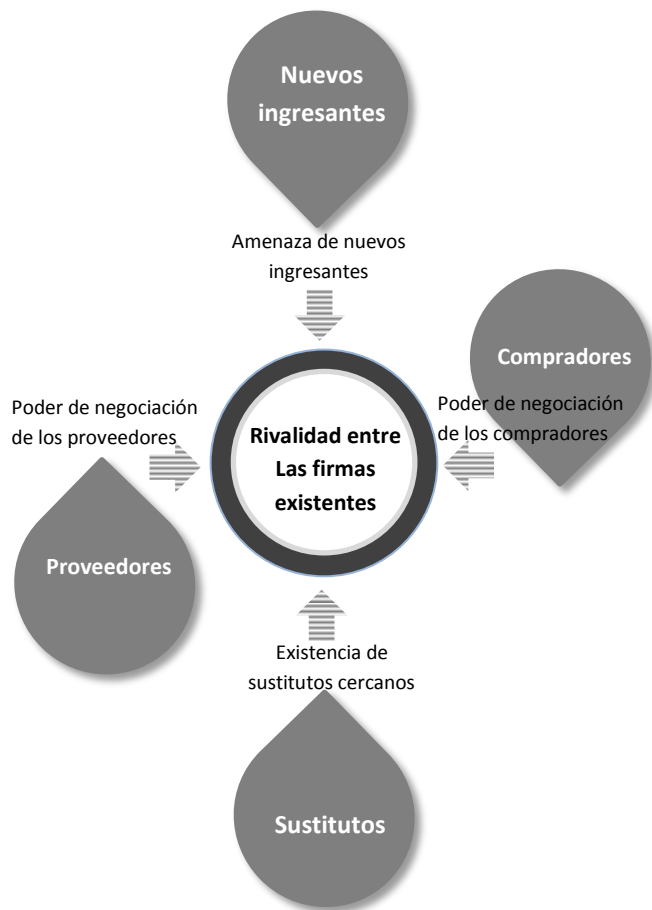 Nuevos
ingresantes
Amenaza de nuevos
ingresantes
Compradores
Poder de negociación
de los compradores
Poder de negociación
de los proveedores
Rivalidad entre
Las firmas
existentes
Proveedores
Existencia de
sustitutos cercanos
Sustitutos